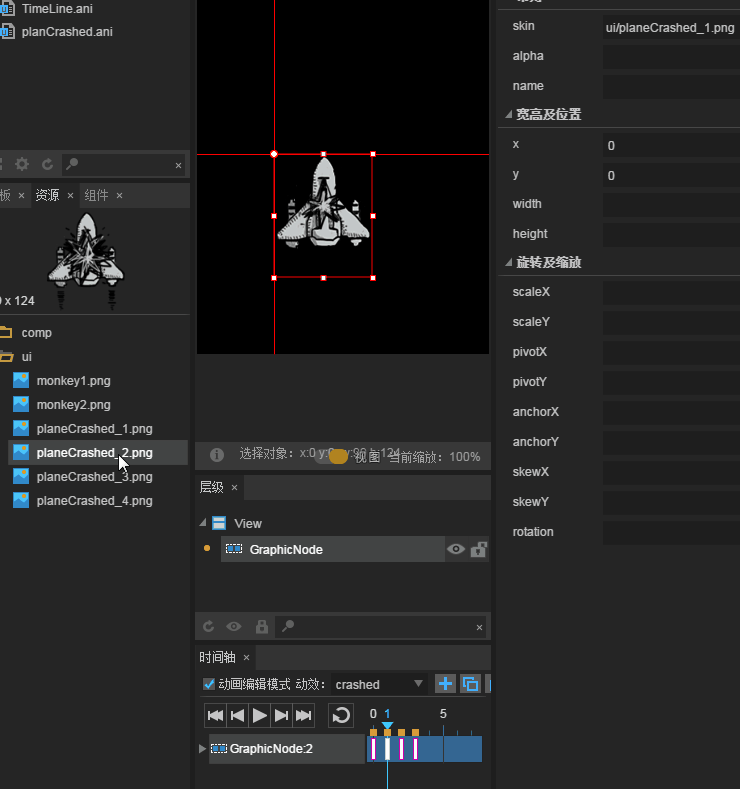 TimeLine.ani
planCrashed.ani
板 × 资源 × 组件 ×
x 124
comp
ui
monkey1.png
monkey2.png
planeCrashed_1.png
planeCrashed_2.png
planeCrashed_3.png
planeCrashed_4.png
选择对象: x:0 y:0 124
视图 当前缩放: 100%
层级 ×
View
GraphicNode
时间轴 ×
动画编辑模式 动效: crashed
0 1 5
GraphicNode:2
skin ui/planeCrashed_1.png
alpha
name
宽高及位置
x 0
y 0
width
height
旋转及缩放
scaleX
scaleY
pivotX
pivotY
anchorX
anchorY
skewX
skewY
rotation